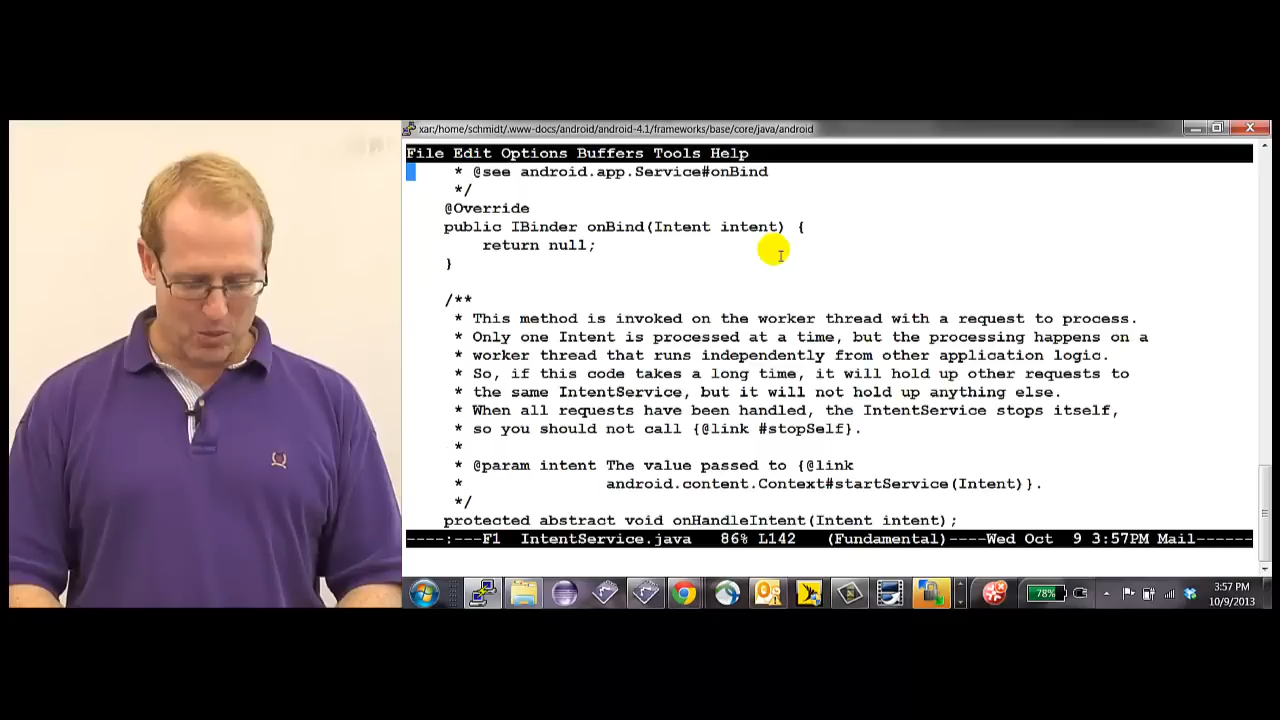 xar:/home/schmidt/.www-docs/android/android-4.1/frameworks/base/core/java/android
File Edit Options Buffers Tools Help
* @see android.app.Service#onBind
*/
@Override
public IBinder onBind(Intent intent) {
return null;
}
/**
* This method is invoked on the worker thread with a request to process.
* Only one Intent is processed at a time, but the processing happens on a
* worker thread that runs independently from other application logic.
* So, if this code takes a long time, it will hold up other requests to
* the same IntentService, but it will not hold up anything else.
* When all requests have been handled, the IntentService stops itself,
* so you should not call {@link #stopSelf}.
*
* @param intent The value passed to {@link
* android.content.Context#startService(Intent)}.
*/
protected abstract void onHandleIntent(Intent intent);
----:---F1 IntentService.java 86% L142 (Fundamental)----Wed Oct 9 3:57PM Mail------
78%
3:57 PM
10/9/2013